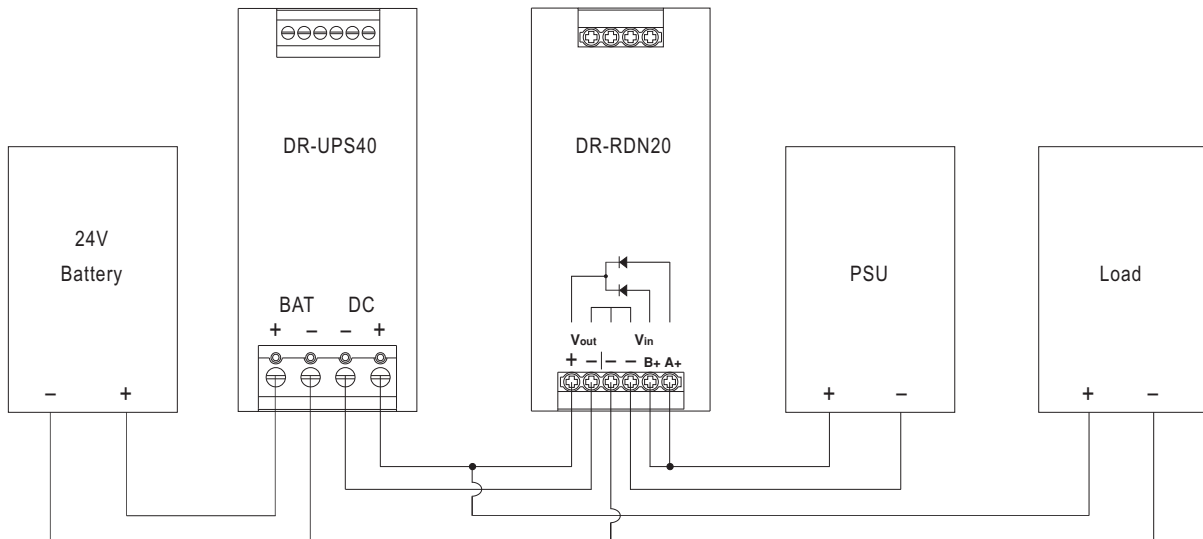 DR-UPS40
DR-RDN20
24V
Battery
PSU
Load
BAT DC
+ − − +
Vout Vin
+ − − − B+ A+
− +
+ −
+ −